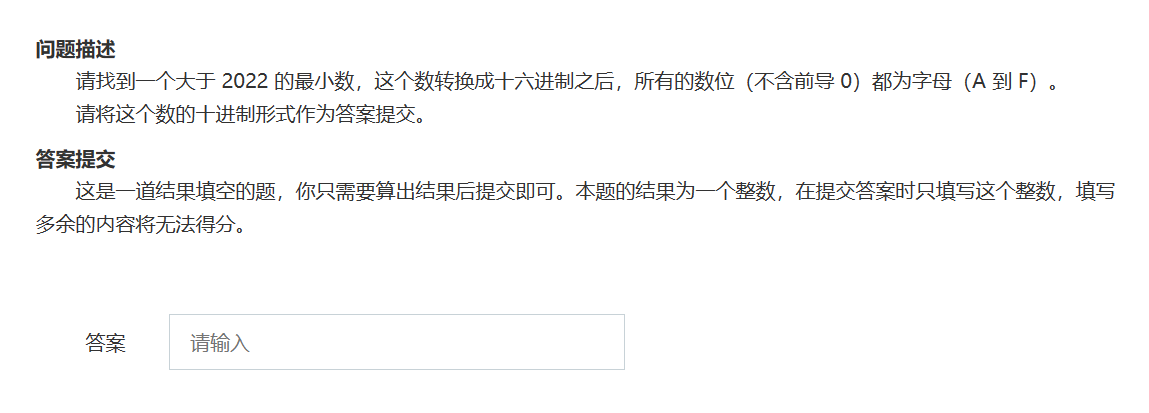 问题描述
请找到一个大于 2022 的最小数，这个数转换成十六进制之后，所有的数位（不含前导 0）都为字母（A 到 F）。
请将这个数的十进制形式作为答案提交。
答案提交
这是一道结果填空的题，你只需要算出结果后提交即可。本题的结果为一个整数，在提交答案时只填写这个整数，填写
多余的内容将无法得分。
答案
请输入